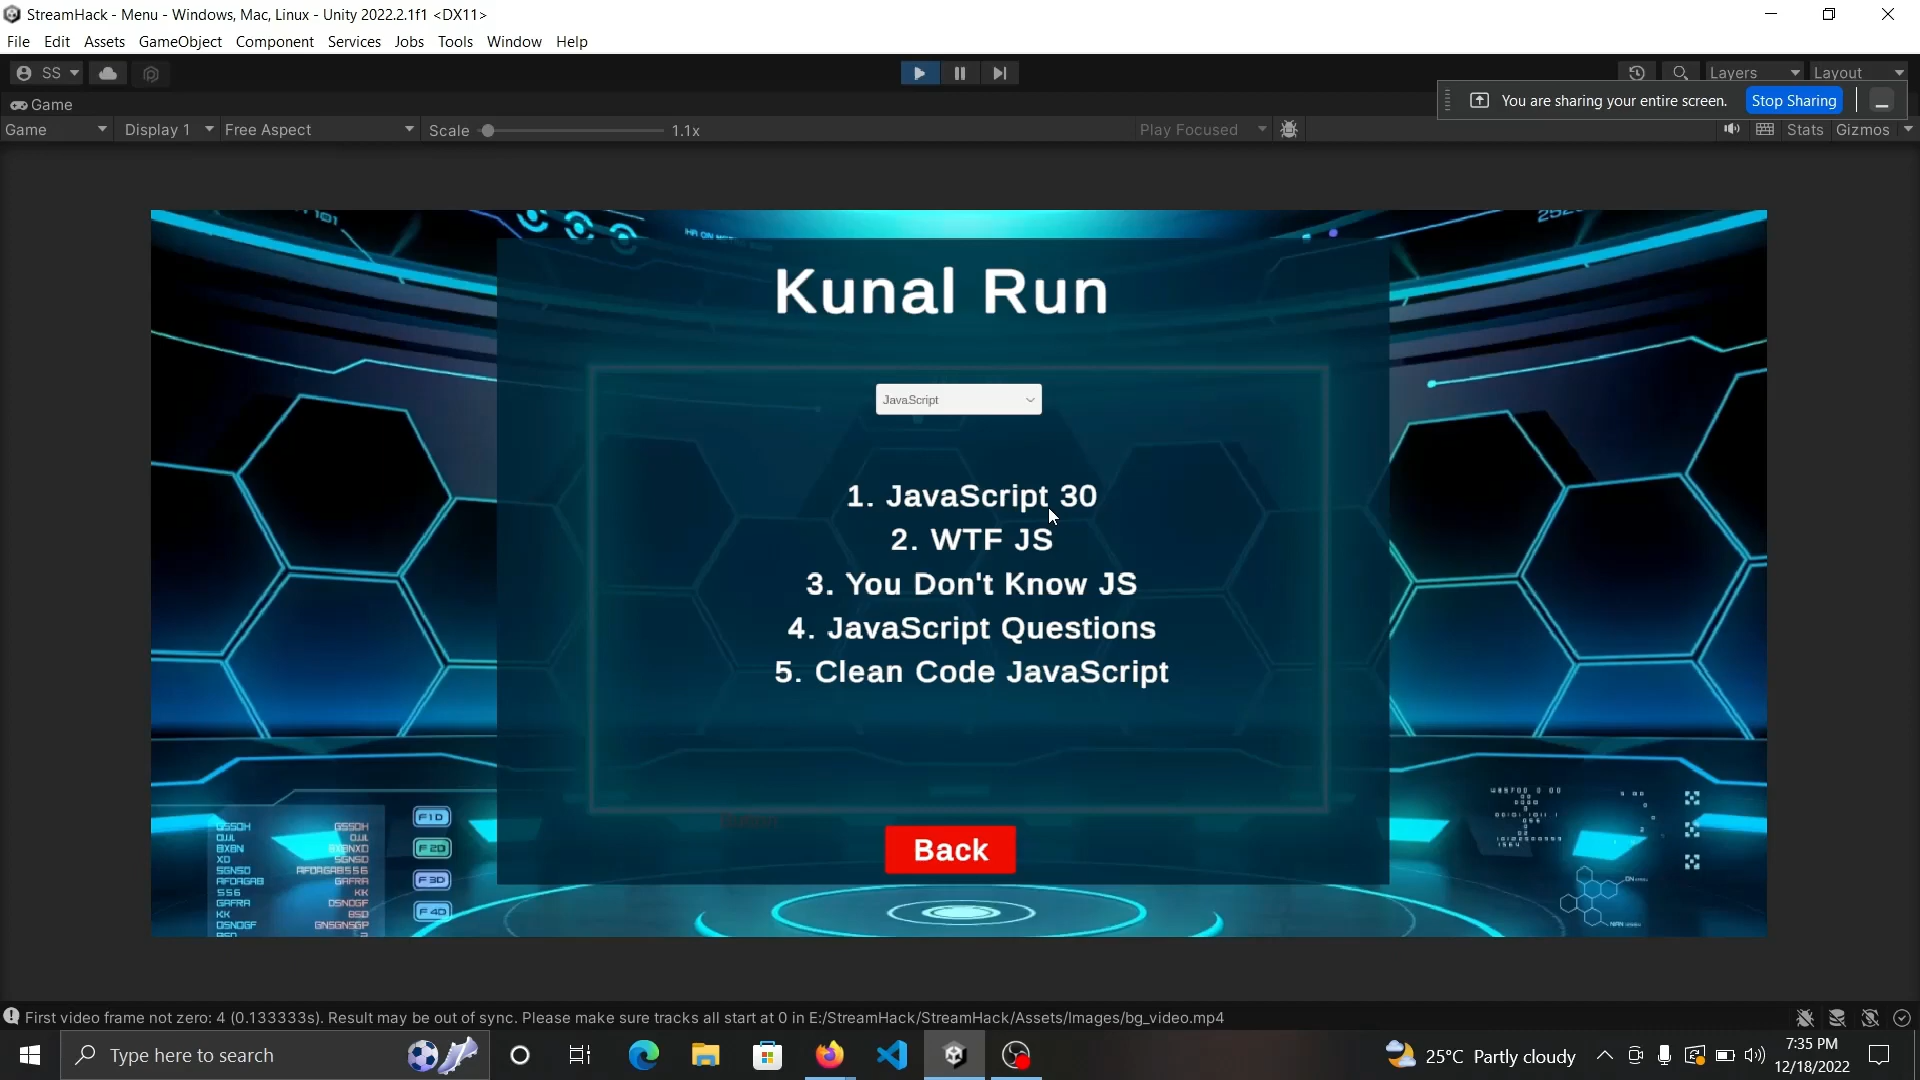 StreamHack - Menu - Windows, Mac, Linux - Unity 2022.2.1f1 <DX11>
File Edit Assets GameObject Component Services Jobs Tools Window Help
SS Layers Layout
Game
You are sharing your entire screen. Stop Sharing
Game Display 1 Free Aspect Scale 1.1x Play Focused Stats Gizmos
Kunal Run
JavaScript
1. JavaScript 30
2. WTF JS
3. You Don't Know JS
4. JavaScript Questions
5. Clean Code JavaScript
Back
F1D
F2D
F3D
F4D
First video frame not zero: 4 (0.133333s). Result may be out of sync. Please make sure tracks all start at 0 in E:/StreamHack/StreamHack/Assets/Images/bg_video.mp4
Type here to search
25°C Partly cloudy
7:35 PM
12/18/2022